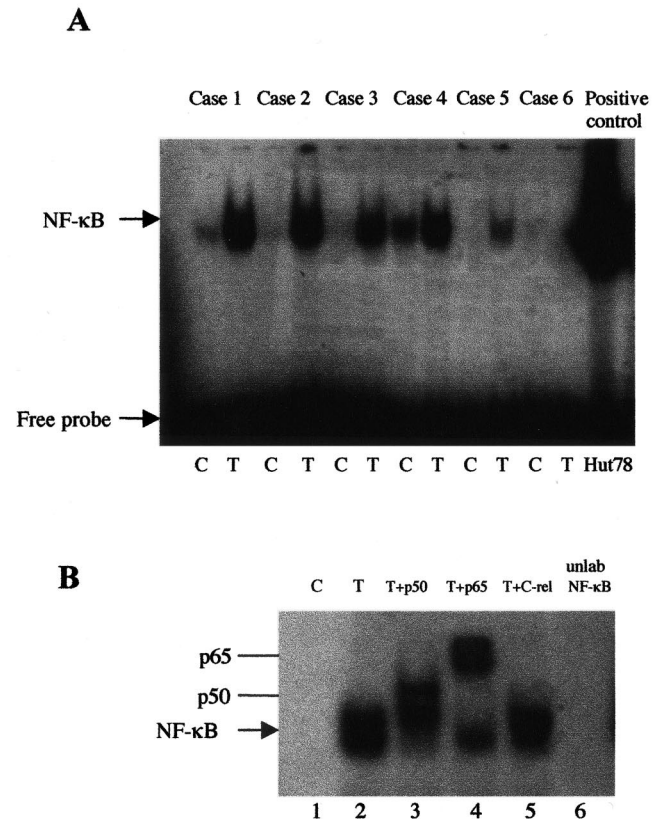 A
Case 1 Case 2 Case 3 Case 4 Case 5 Case 6 Positive control
NF-κB
Free probe
C T C T C T C T C T C T Hut78
B
C T T+p50 T+p65 T+C-rel unlab NF-κB
p65
p50
NF-κB
1 2 3 4 5 6